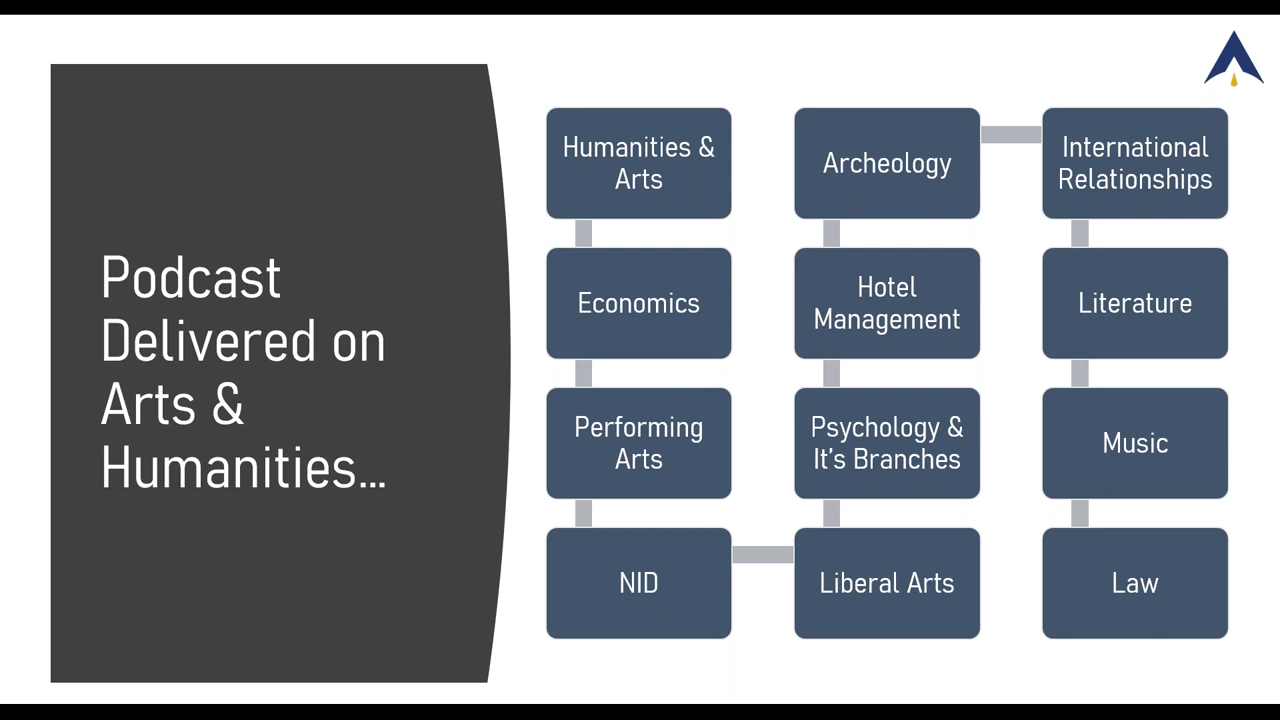 Podcast
Delivered on
Arts &
Humanities...
Humanities &
Arts
Economics
Performing
Arts
NID
Liberal Arts
Psychology &
It's Branches
Hotel
Management
Archeology
International
Relationships
Literature
Music
Law